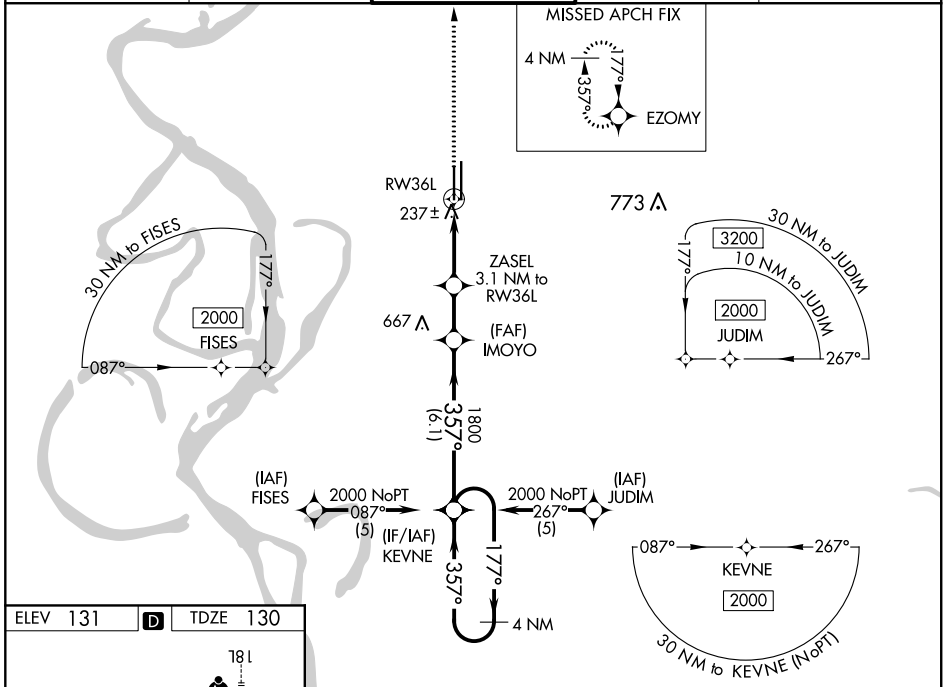 MISSED APCH FIX
4 NM
177°
357°
EZOMY
RW36L
237±
773
30 NM to FISES
177°
2000
FISES
087°
ZASEL
3.1 NM to
RW36L
667
(FAF)
IMOYO
30 NM to JUDIM
3200
10 NM to JUDIM
177°
2000
JUDIM
267°
1800
357°
(6.1)
(IAF)
FISES
2000 NoPT
087°
(5)
(IF/IAF)
KEVNE
2000 NoPT
267°
(5)
(IAF)
JUDIM
357°
177°
4 NM
087°
267°
KEVNE
2000
30 NM to KEVNE (NoPT)
ELEV 131
D
TDZE 130
18L